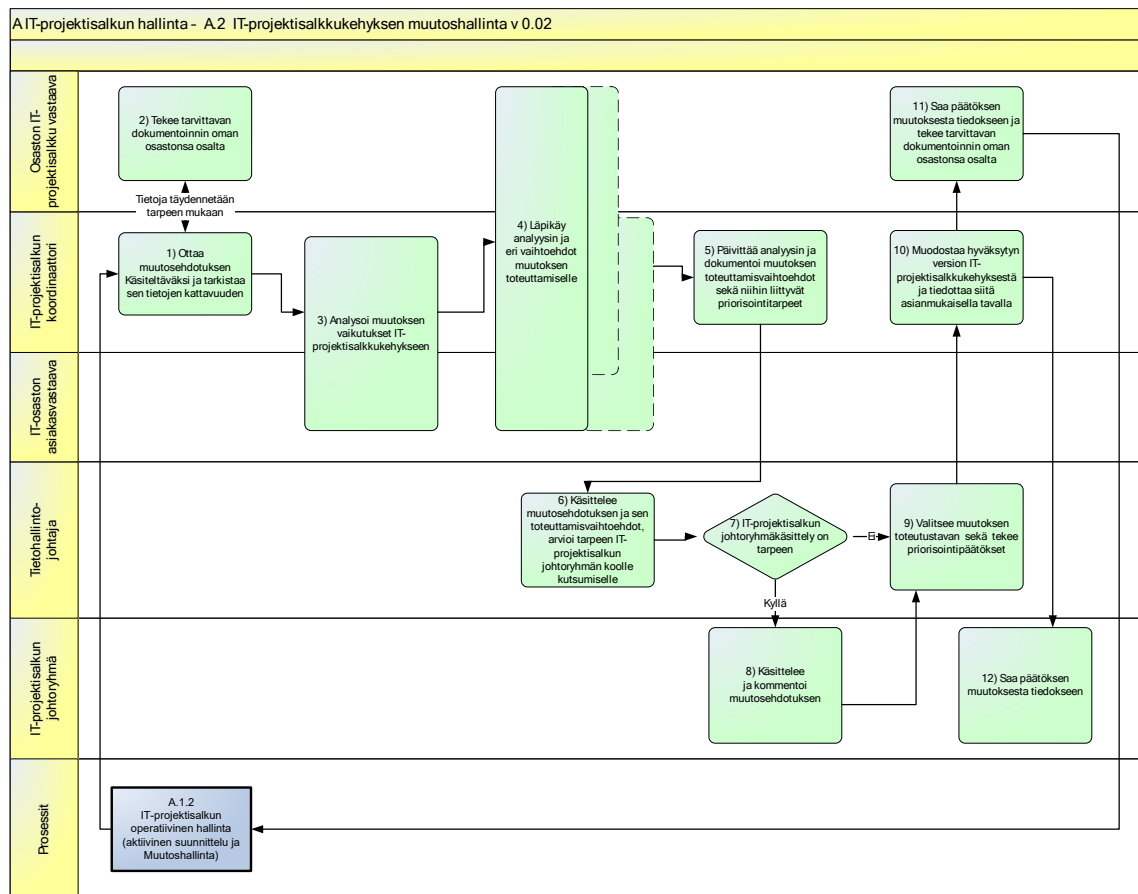 A IT-projektisalkun hallinta - A.2 IT-projektisalkkukehyksen muutoshallinta v 0.02
Osaston IT-
projektisalkku vastaava
2) Tekee tarvittavan
dokumentoinnin oman
osastonsa osalta
11) Saa päätöksen
muutoksesta tiedokseen ja
tekee tarvittavan
dokumentoinnin oman
osastonsa osalta
Tietoja täydennetään
tarpeen mukaan
IT-projektisalkun
koordinaattori
1) Ottaa
muutosehdotuksen
Käsiteltäväksi ja tarkistaa
sen tietojen kattavuuden
3) Analysoi muutoksen
vaikutukset IT-
projektisalkkukehykseen
4) Läpikäy
analyysin ja
eri vaihtoehdot
muutoksen
toteuttamiselle
5) Päivittää analyysin ja
dokumentoi muutoksen
toteuttamisvaihtoehdot
sekä niihin liittyvät
priorisointitarpeet
10) Muodostaa hyväksytyn
version IT-
projektisalkkukehyksestä
ja tiedottaa siitä
asianmukaisella tavalla
IT-osaston
asiakasvastaava
Tietohallinto-
johtaja
6) Käsittelee
muutosehdotuksen ja sen
toteuttamisvaihtoehdot,
arvioi tarpeen IT-
projektisalkun
johtoryhmän koolle
kutsumiselle
7) IT-projektisalkun
johtoryhmäkäsittely on
tarpeen
Ei
Kyllä
9) Valitsee muutoksen
toteutustavan sekä tekee
priorisointipäätökset
IT-projektisalkun
johtoryhmä
8) Käsittelee
ja kommentoi
muutosehdotuksen
12) Saa päätöksen
muutoksesta tiedokseen
Prosessit
A.1.2
IT-projektisalkun
operatiivinen hallinta
(aktiivinen suunnittelu ja
Muutoshallinta)